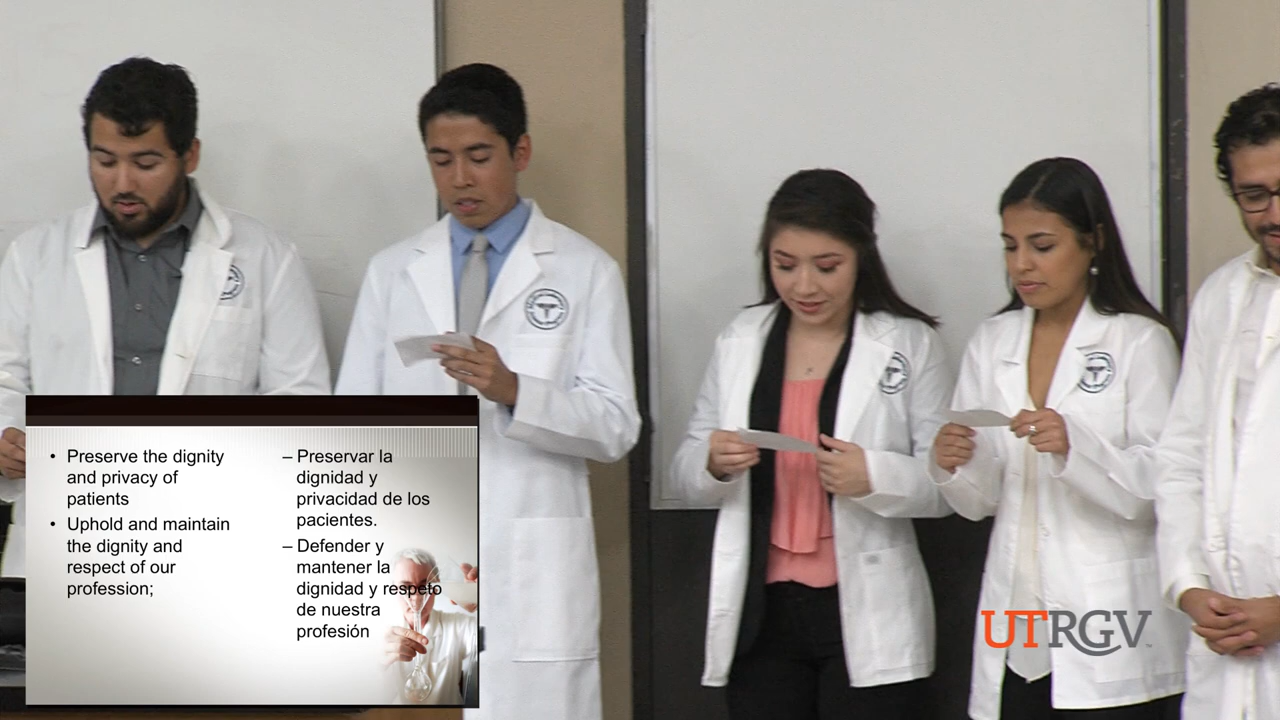 • Preserve the dignity
and privacy of
patients
• Uphold and maintain
the dignity and
respect of our
profession;
– Preservar la
dignidad y
privacidad de los
pacientes.
– Defender y
mantener la
dignidad y respeto
de nuestra
profesión
UTRGV